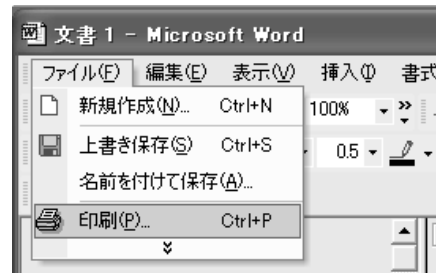 文書 1 - Microsoft Word
ファイル(F) 編集(E) 表示(V) 挿入(I) 書式
新規作成(N)... Ctrl+N
100%
上書き保存(S) Ctrl+S
0.5
名前を付けて保存(A)...
印刷(P)... Ctrl+P